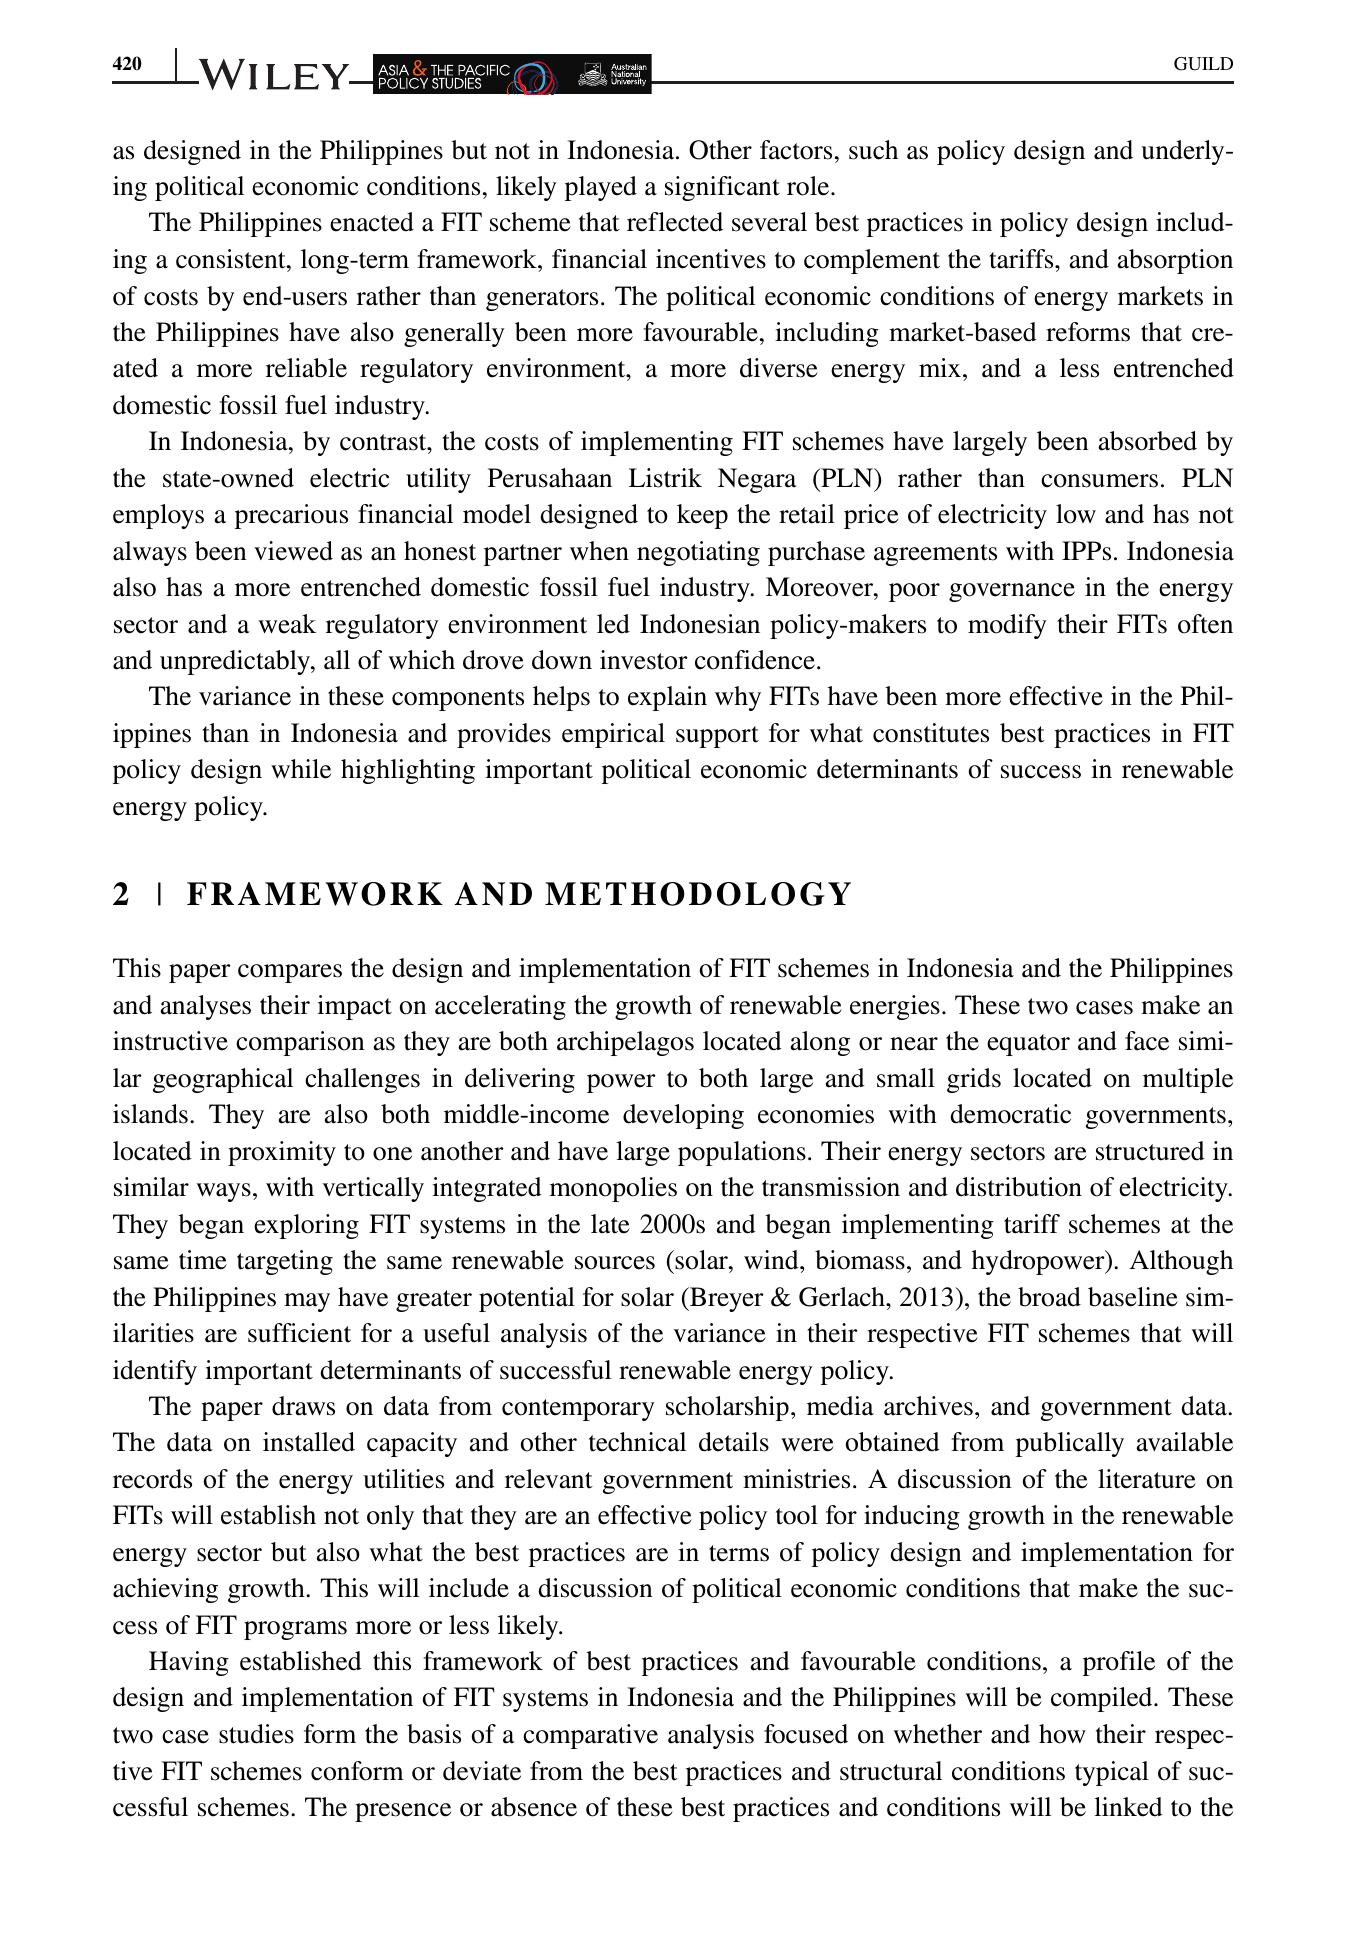 420
WILEY
ASIA & THE PACIFIC
POLICY STUDIES
Australian
National
University
GUILD
as designed in the Philippines but not in Indonesia. Other factors, such as policy design and underly-
ing political economic conditions, likely played a significant role.
The Philippines enacted a FIT scheme that reflected several best practices in policy design includ-
ing a consistent, long-term framework, financial incentives to complement the tariffs, and absorption
of costs by end-users rather than generators. The political economic conditions of energy markets in
the Philippines have also generally been more favourable, including market-based reforms that cre-
ated a more reliable regulatory environment, a more diverse energy mix, and a less entrenched
domestic fossil fuel industry.
In Indonesia, by contrast, the costs of implementing FIT schemes have largely been absorbed by
the state-owned electric utility Perusahaan Listrik Negara (PLN) rather than consumers. PLN
employs a precarious financial model designed to keep the retail price of electricity low and has not
always been viewed as an honest partner when negotiating purchase agreements with IPPs. Indonesia
also has a more entrenched domestic fossil fuel industry. Moreover, poor governance in the energy
sector and a weak regulatory environment led Indonesian policy-makers to modify their FITs often
and unpredictably, all of which drove down investor confidence.
The variance in these components helps to explain why FITs have been more effective in the Phil-
ippines than in Indonesia and provides empirical support for what constitutes best practices in FIT
policy design while highlighting important political economic determinants of success in renewable
energy policy.
2 | FRAMEWORK AND METHODOLOGY
This paper compares the design and implementation of FIT schemes in Indonesia and the Philippines
and analyses their impact on accelerating the growth of renewable energies. These two cases make an
instructive comparison as they are both archipelagos located along or near the equator and face simi-
lar geographical challenges in delivering power to both large and small grids located on multiple
islands. They are also both middle-income developing economies with democratic governments,
located in proximity to one another and have large populations. Their energy sectors are structured in
similar ways, with vertically integrated monopolies on the transmission and distribution of electricity.
They began exploring FIT systems in the late 2000s and began implementing tariff schemes at the
same time targeting the same renewable sources (solar, wind, biomass, and hydropower). Although
the Philippines may have greater potential for solar (Breyer & Gerlach, 2013), the broad baseline sim-
ilarities are sufficient for a useful analysis of the variance in their respective FIT schemes that will
identify important determinants of successful renewable energy policy.
The paper draws on data from contemporary scholarship, media archives, and government data.
The data on installed capacity and other technical details were obtained from publically available
records of the energy utilities and relevant government ministries. A discussion of the literature on
FITs will establish not only that they are an effective policy tool for inducing growth in the renewable
energy sector but also what the best practices are in terms of policy design and implementation for
achieving growth. This will include a discussion of political economic conditions that make the suc-
cess of FIT programs more or less likely.
Having established this framework of best practices and favourable conditions, a profile of the
design and implementation of FIT systems in Indonesia and the Philippines will be compiled. These
two case studies form the basis of a comparative analysis focused on whether and how their respec-
tive FIT schemes conform or deviate from the best practices and structural conditions typical of suc-
cessful schemes. The presence or absence of these best practices and conditions will be linked to the